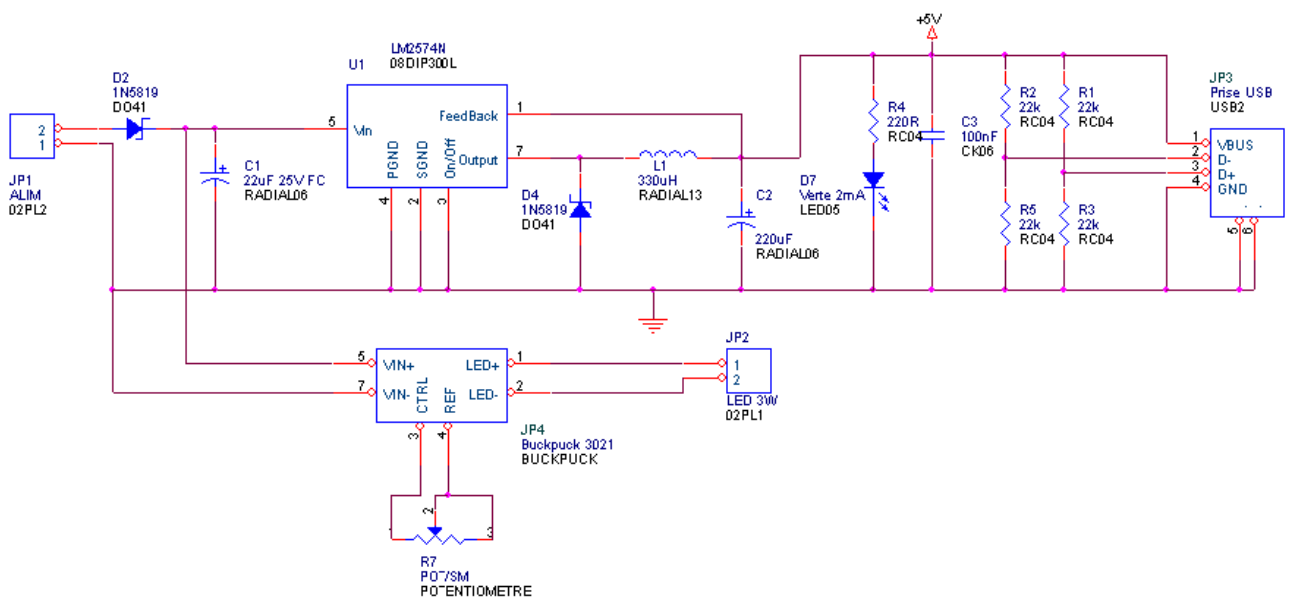 +5V
LM2574N
U1
08DIP300L
D2
1N5819
DO41
JP3
Prise USB
USB2
R2
22k
RC04
R1
22k
RC04
R4
220R
RC04
C3
100nF
CK06
2
1
5
Vin
FeedBack
1
Output
7
PGND
SGND
On/Off
4
2
3
1
2
3
4
VBUS
D-
D+
GND
5
6
JP1
ALIM
02PL2
C1
22uF 25V FC
RADIAL06
D4
1N5819
DO41
L1
330uH
RADIAL13
C2
220uF
RADIAL06
D7
Verte 2mA
LED05
R5
22k
RC04
R3
22k
RC04
JP2
5
VIN+
LED+
1
1
7
VIN-
LED-
2
2
CTRL
REF
3
4
LED 3W
02PL1
JP4
Buckpuck 3021
BUCKPUCK
2
1
3
R7
POT/SM
POTENTIOMETRE